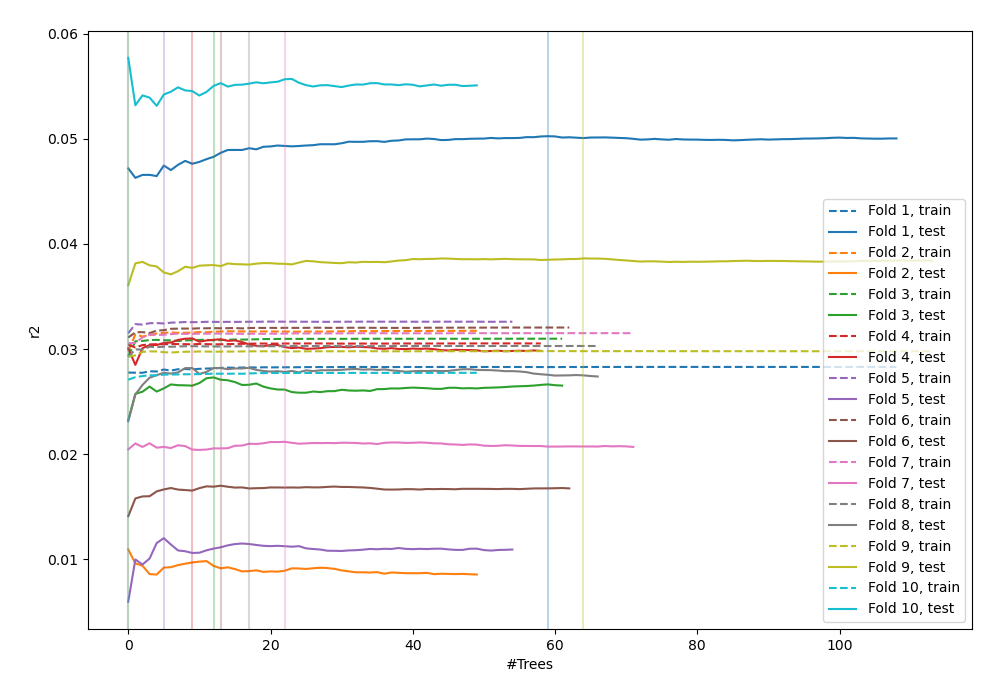 0.06
0.05
0.04
0.03
0.02
0.01
r2
0
20
40
60
80
100
#Trees
Fold 1, train
Fold 1, test
Fold 2, train
Fold 2, test
Fold 3, train
Fold 3, test
Fold 4, train
Fold 4, test
Fold 5, train
Fold 5, test
Fold 6, train
Fold 6, test
Fold 7, train
Fold 7, test
Fold 8, train
Fold 8, test
Fold 9, train
Fold 9, test
Fold 10, train
Fold 10, test